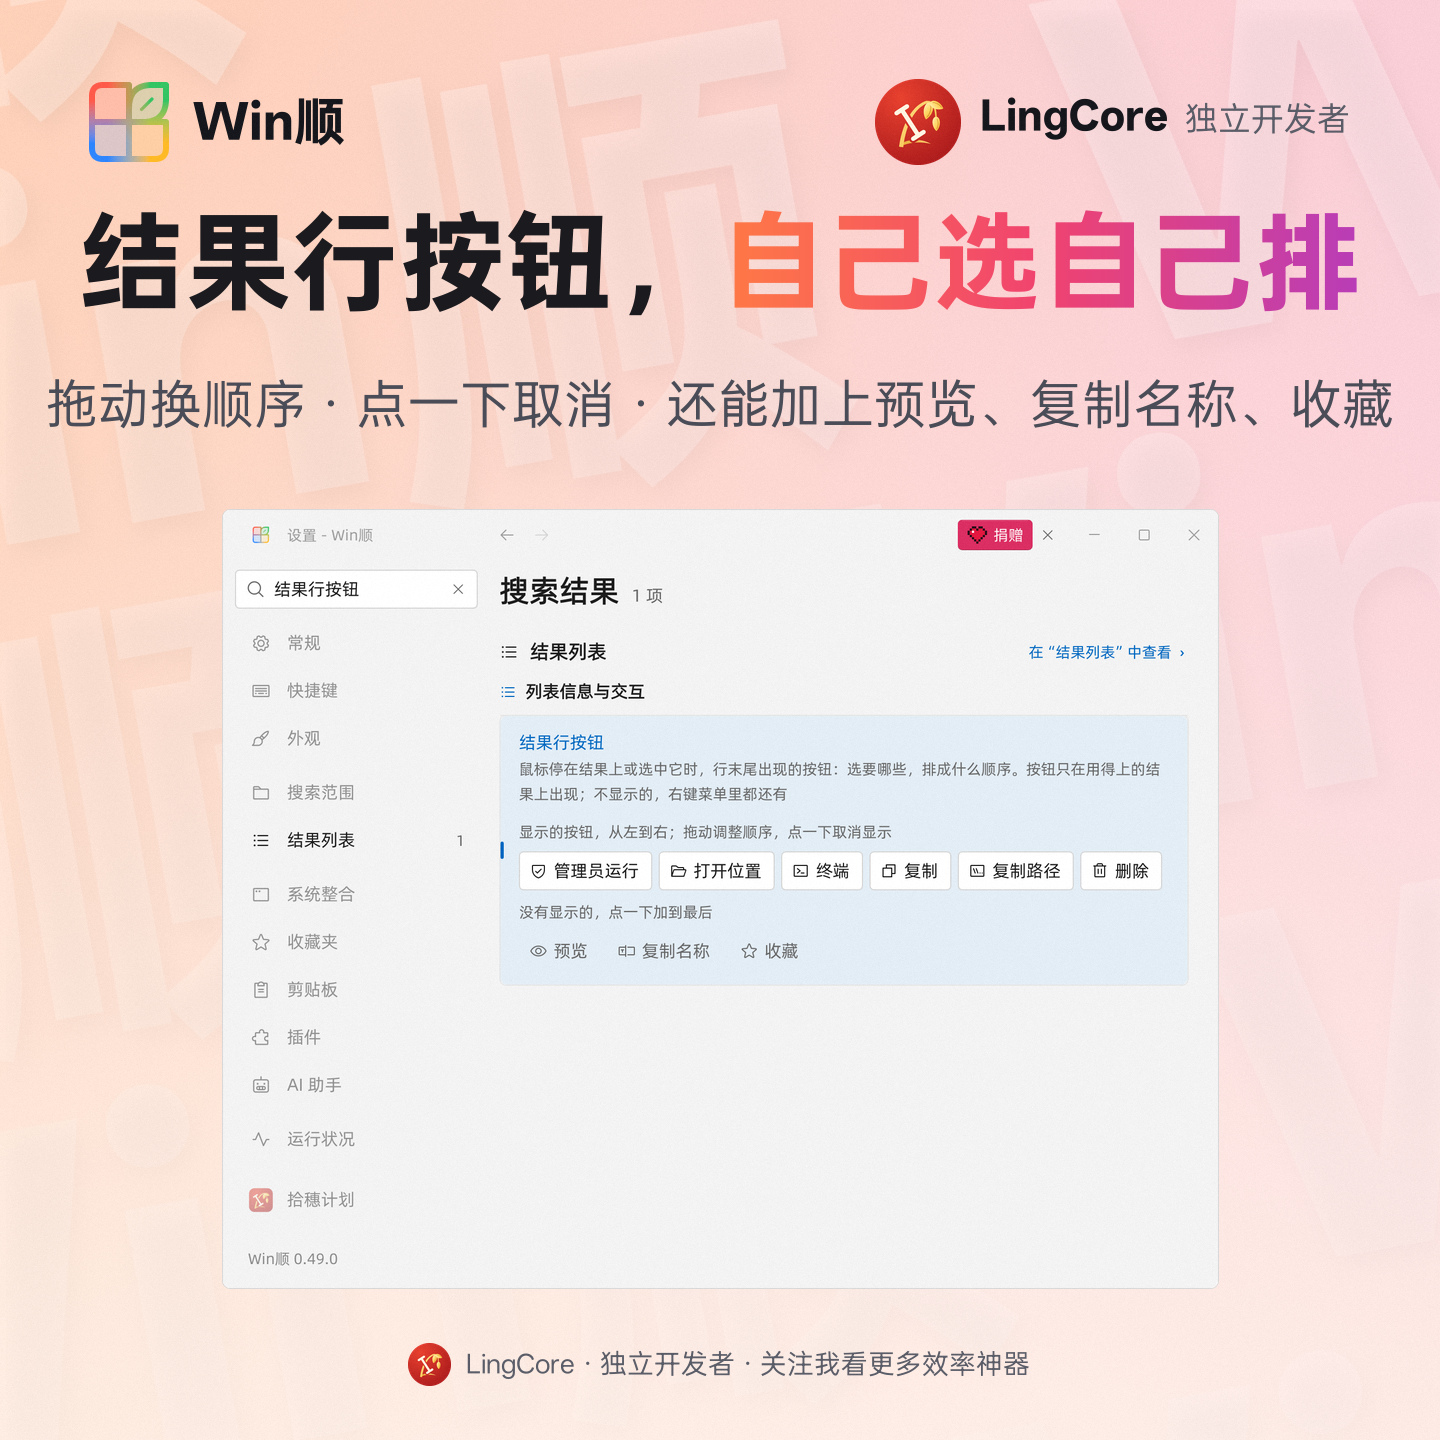 Win顺
LingCore 独立开发者
结果行按钮，自己选自己排
拖动换顺序 · 点一下取消 · 还能加上预览、复制名称、收藏
设置 - Win顺
捐赠
结果行按钮
搜索结果 1 项
常规
快捷键
外观
搜索范围
结果列表 1
系统整合
收藏夹
剪贴板
插件
AI 助手
运行状况
拾穗计划
Win顺 0.49.0
结果列表
在“结果列表”中查看 ›
列表信息与交互
结果行按钮
鼠标停在结果上或选中它时，行末尾出现的按钮：选要哪些，排成什么顺序。按钮只在用得上的结
果上出现；不显示的，右键菜单里都还有
显示的按钮，从左到右；拖动调整顺序，点一下取消显示
管理员运行 打开位置 终端 复制 复制路径 删除
没有显示的，点一下加到最后
预览 复制名称 收藏
LingCore · 独立开发者 · 关注我看更多效率神器